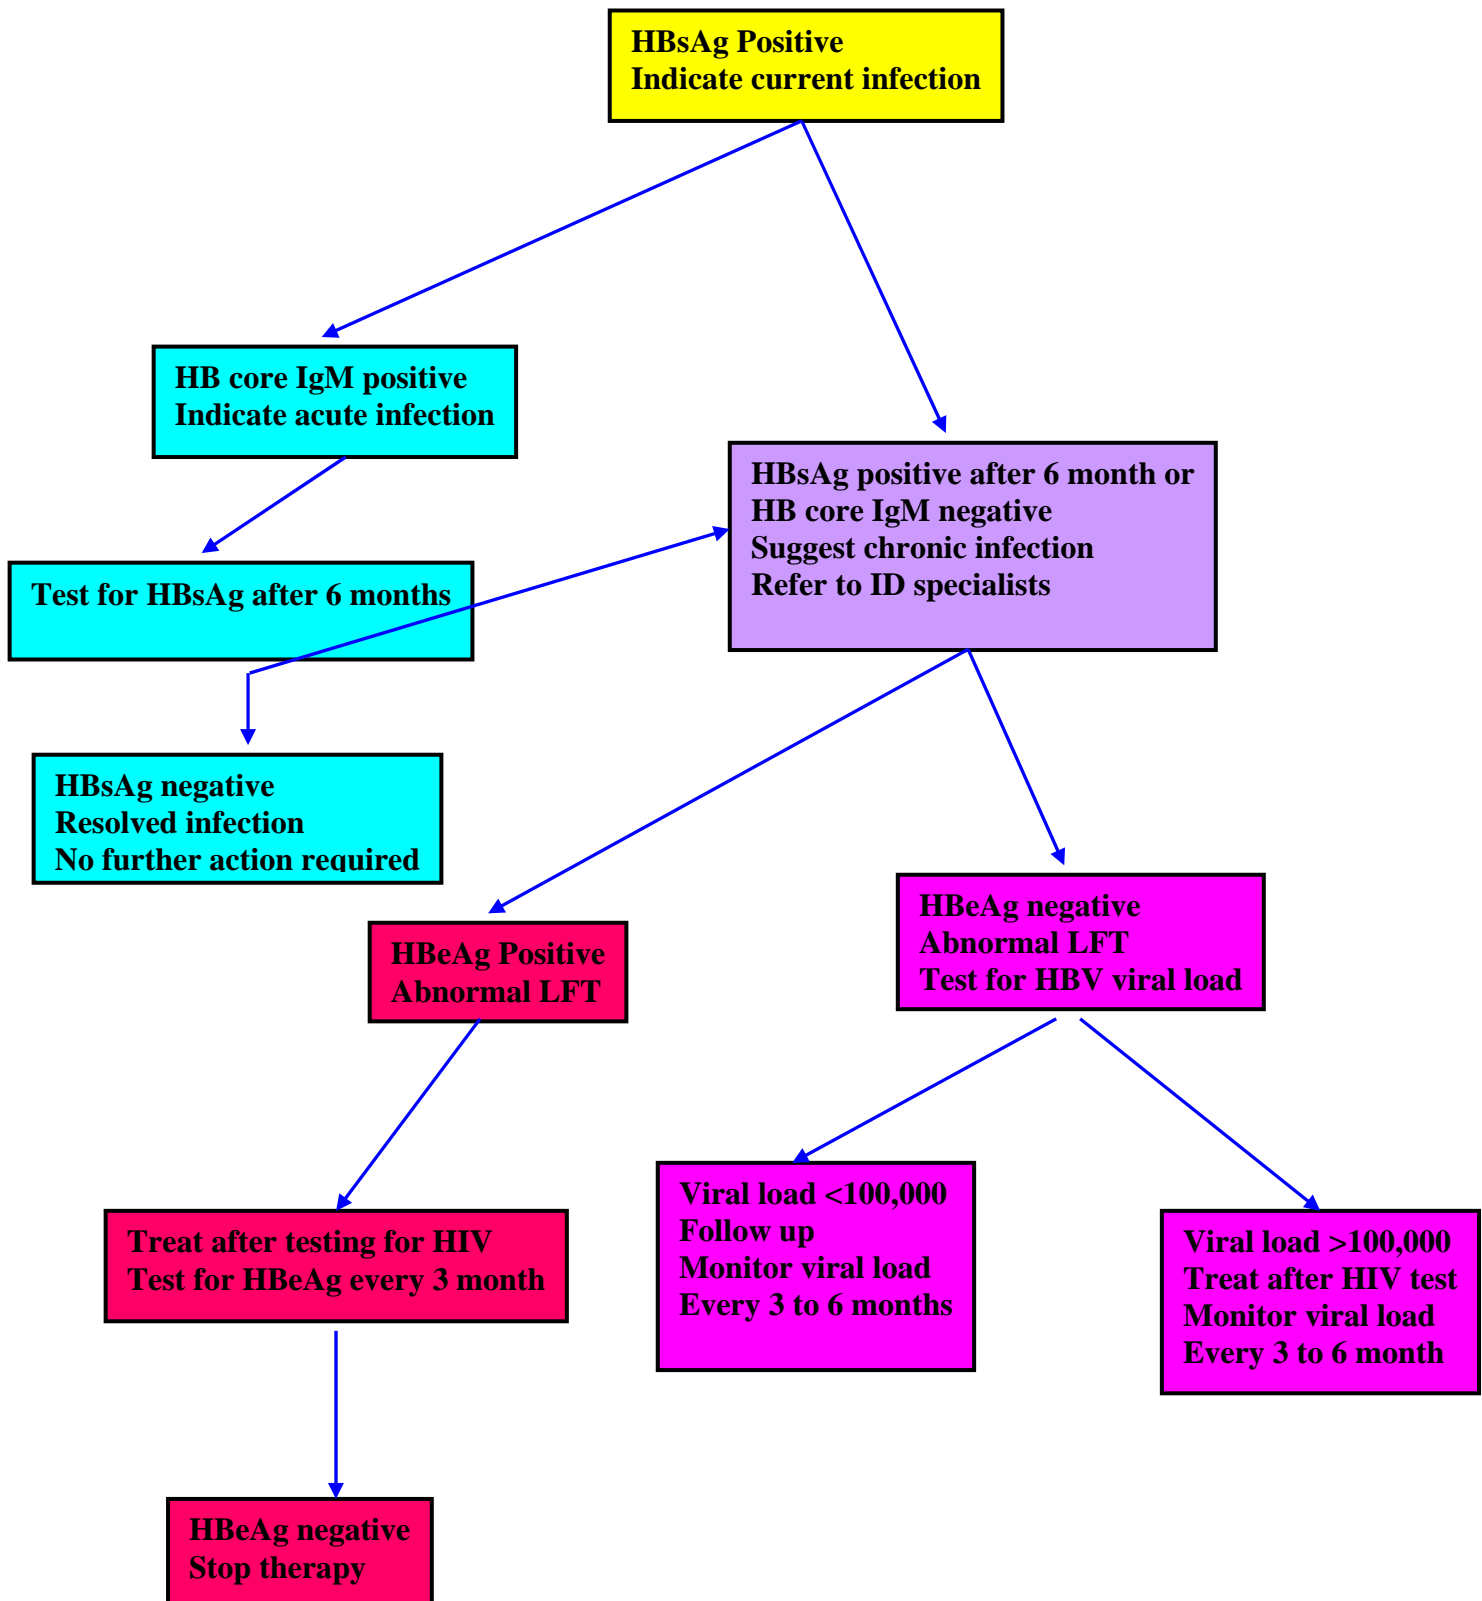 HBsAg Positive
Indicate current infection
HB core IgM positive
Indicate acute infection
HBsAg positive after 6 month or
HB core IgM negative
Suggest chronic infection
Refer to ID specialists
Test for HBsAg after 6 months
HBsAg negative
Resolved infection
No further action required
HBeAg Positive
Abnormal LFT
HBeAg negative
Abnormal LFT
Test for HBV viral load
Treat after testing for HIV
Test for HBeAg every 3 month
Viral load <100,000
Follow up
Monitor viral load
Every 3 to 6 months
Viral load >100,000
Treat after HIV test
Monitor viral load
Every 3 to 6 month
HBeAg negative
Stop therapy